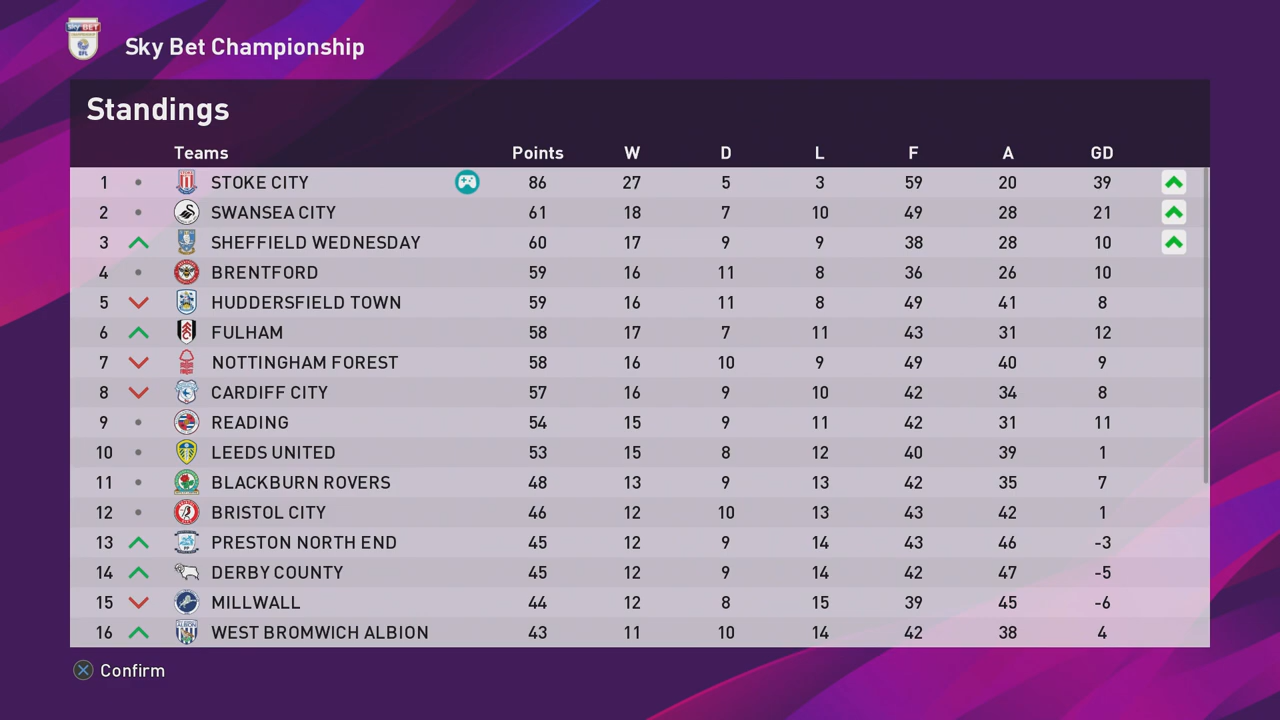 Sky Bet Championship
Standings
Teams Points W D L F A GD
1 STOKE CITY 86 27 5 3 59 20 39
2 SWANSEA CITY 61 18 7 10 49 28 21
3 SHEFFIELD WEDNESDAY 60 17 9 9 38 28 10
4 BRENTFORD 59 16 11 8 36 26 10
5 HUDDERSFIELD TOWN 59 16 11 8 49 41 8
6 FULHAM 58 17 7 11 43 31 12
7 NOTTINGHAM FOREST 58 16 10 9 49 40 9
8 CARDIFF CITY 57 16 9 10 42 34 8
9 READING 54 15 9 11 42 31 11
10 LEEDS UNITED 53 15 8 12 40 39 1
11 BLACKBURN ROVERS 48 13 9 13 42 35 7
12 BRISTOL CITY 46 12 10 13 43 42 1
13 PRESTON NORTH END 45 12 9 14 43 46 -3
14 DERBY COUNTY 45 12 9 14 42 47 -5
15 MILLWALL 44 12 8 15 39 45 -6
16 WEST BROMWICH ALBION 43 11 10 14 42 38 4
Confirm